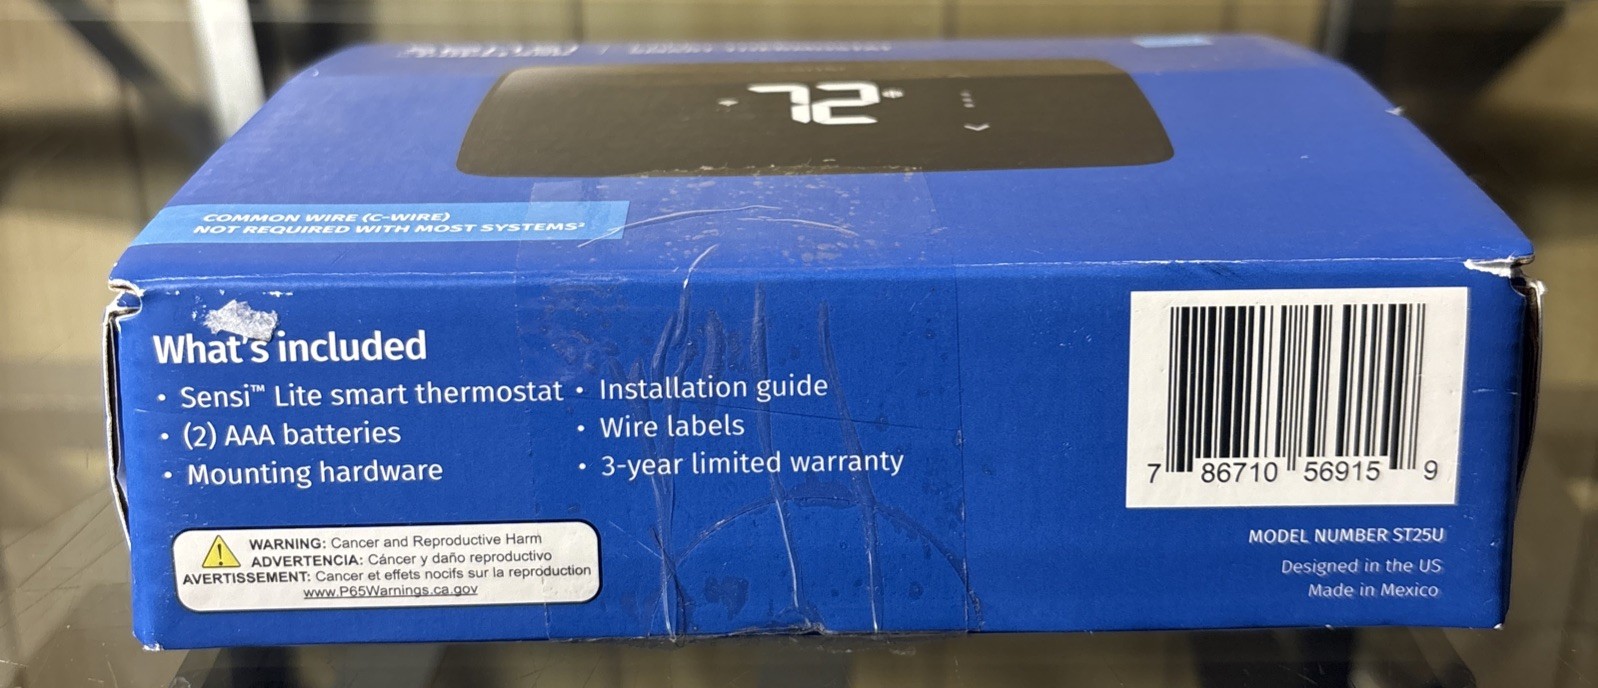 72°
COMMON WIRE (C-WIRE)
NOT REQUIRED WITH MOST SYSTEMS²
What's included
• Sensi™ Lite smart thermostat
• (2) AAA batteries
• Mounting hardware
• Installation guide
• Wire labels
• 3-year limited warranty
WARNING: Cancer and Reproductive Harm
ADVERTENCIA: Cáncer y daño reproductivo
AVERTISSEMENT: Cancer et effets nocifs sur la reproduction
www.P65Warnings.ca.gov
7 86710 56915 9
MODEL NUMBER ST25U
Designed in the US
Made in Mexico